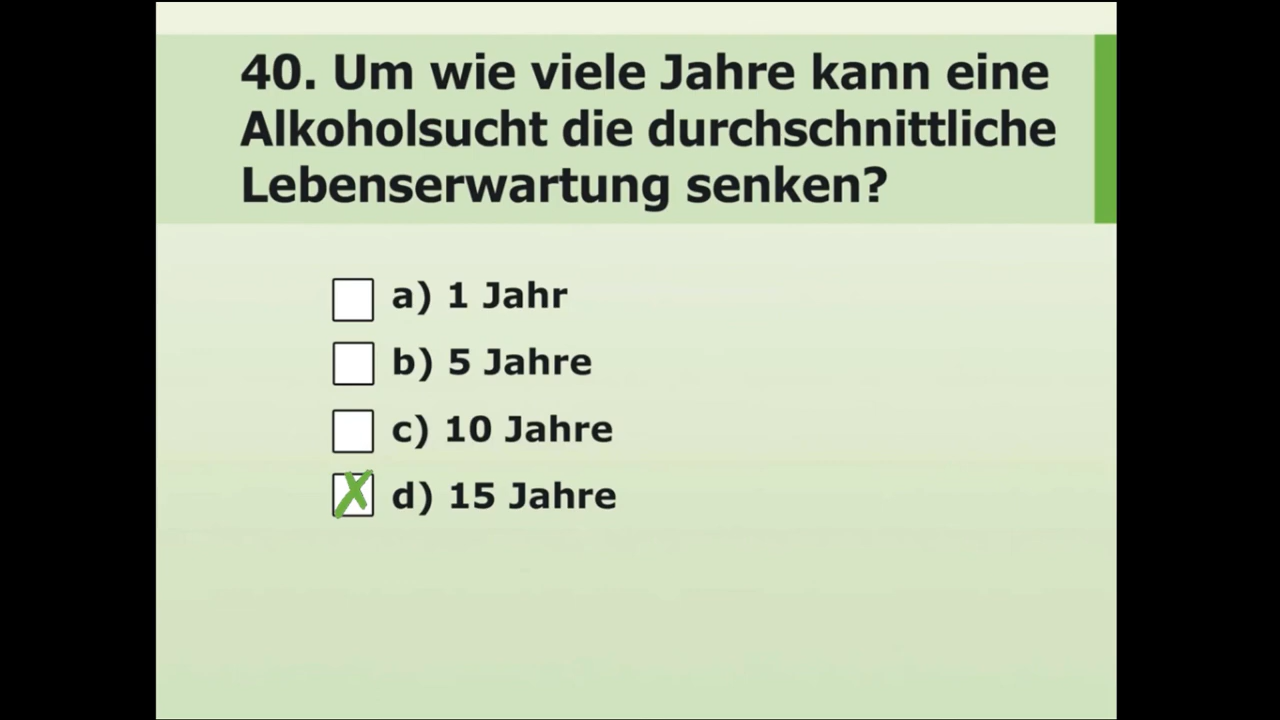 40. Um wie viele Jahre kann eine
Alkoholsucht die durchschnittliche
Lebenserwartung senken?
a) 1 Jahr
b) 5 Jahre
c) 10 Jahre
d) 15 Jahre